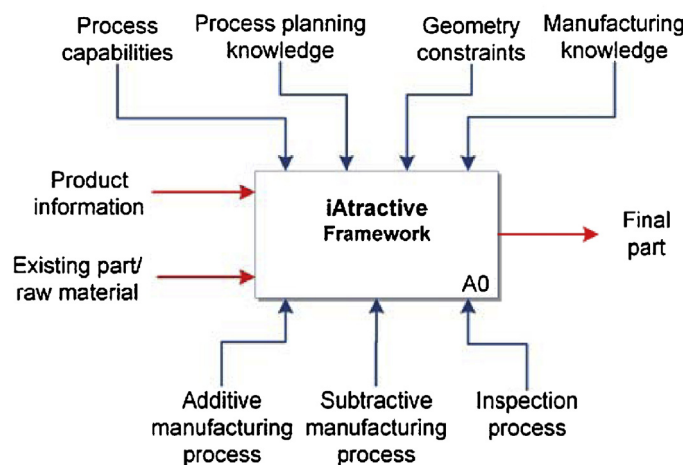 Process
capabilities
Process planning
knowledge
Geometry
constraints
Manufacturing
knowledge
Product
information
Existing part/
raw material
iAtractive
Framework
A0
Final
part
Additive
manufacturing
process
Subtractive
manufacturing
process
Inspection
process